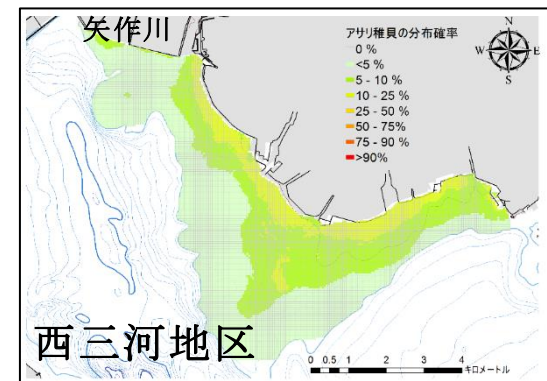 矢作川
アサリ稚貝の分布確率
0 %
<5 %
5 - 10 %
10 - 25 %
25 - 50 %
50 - 75%
75 - 90 %
>90%
N
W
E
S
西三河地区
0 0.5 1 2 3 4
キロメートル